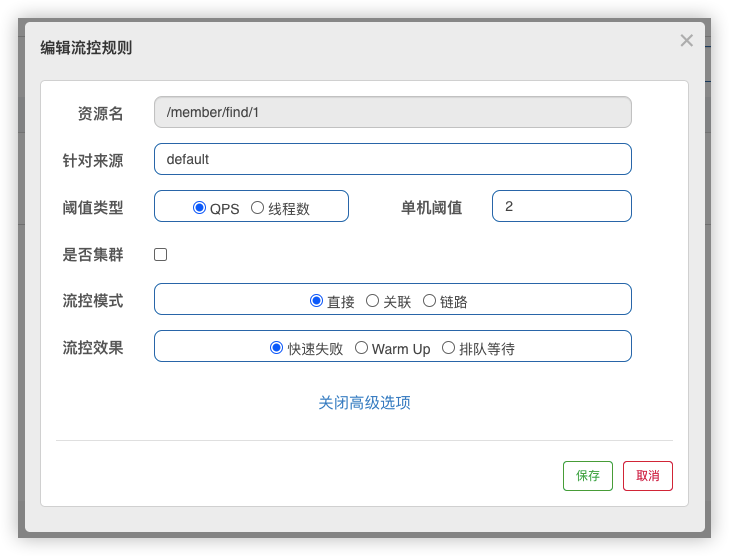 编辑流控规则 ×
资源名 /member/find/1
针对来源 default
阈值类型 QPS 线程数 单机阈值 2
是否集群
流控模式 直接 关联 链路
流控效果 快速失败 Warm Up 排队等待
关闭高级选项
保存 取消